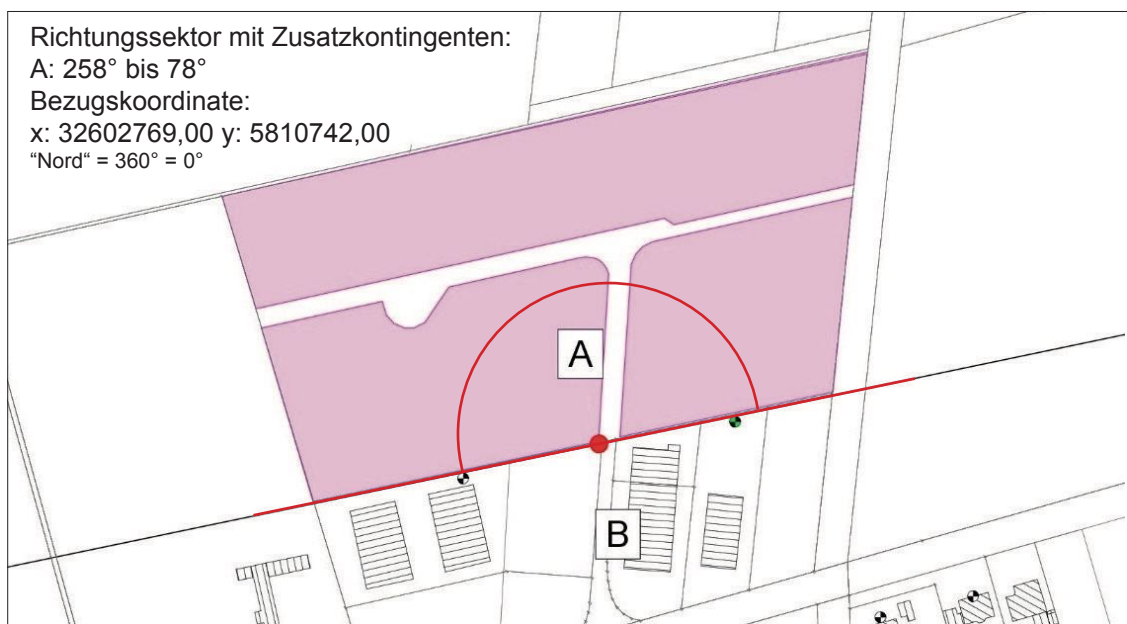 Richtungssektor mit Zusatzkontingenten:
A: 258° bis 78°
Bezugskoordinate:
x: 32602769,00 y: 5810742,00
“Nord“ = 360° = 0°
A
B